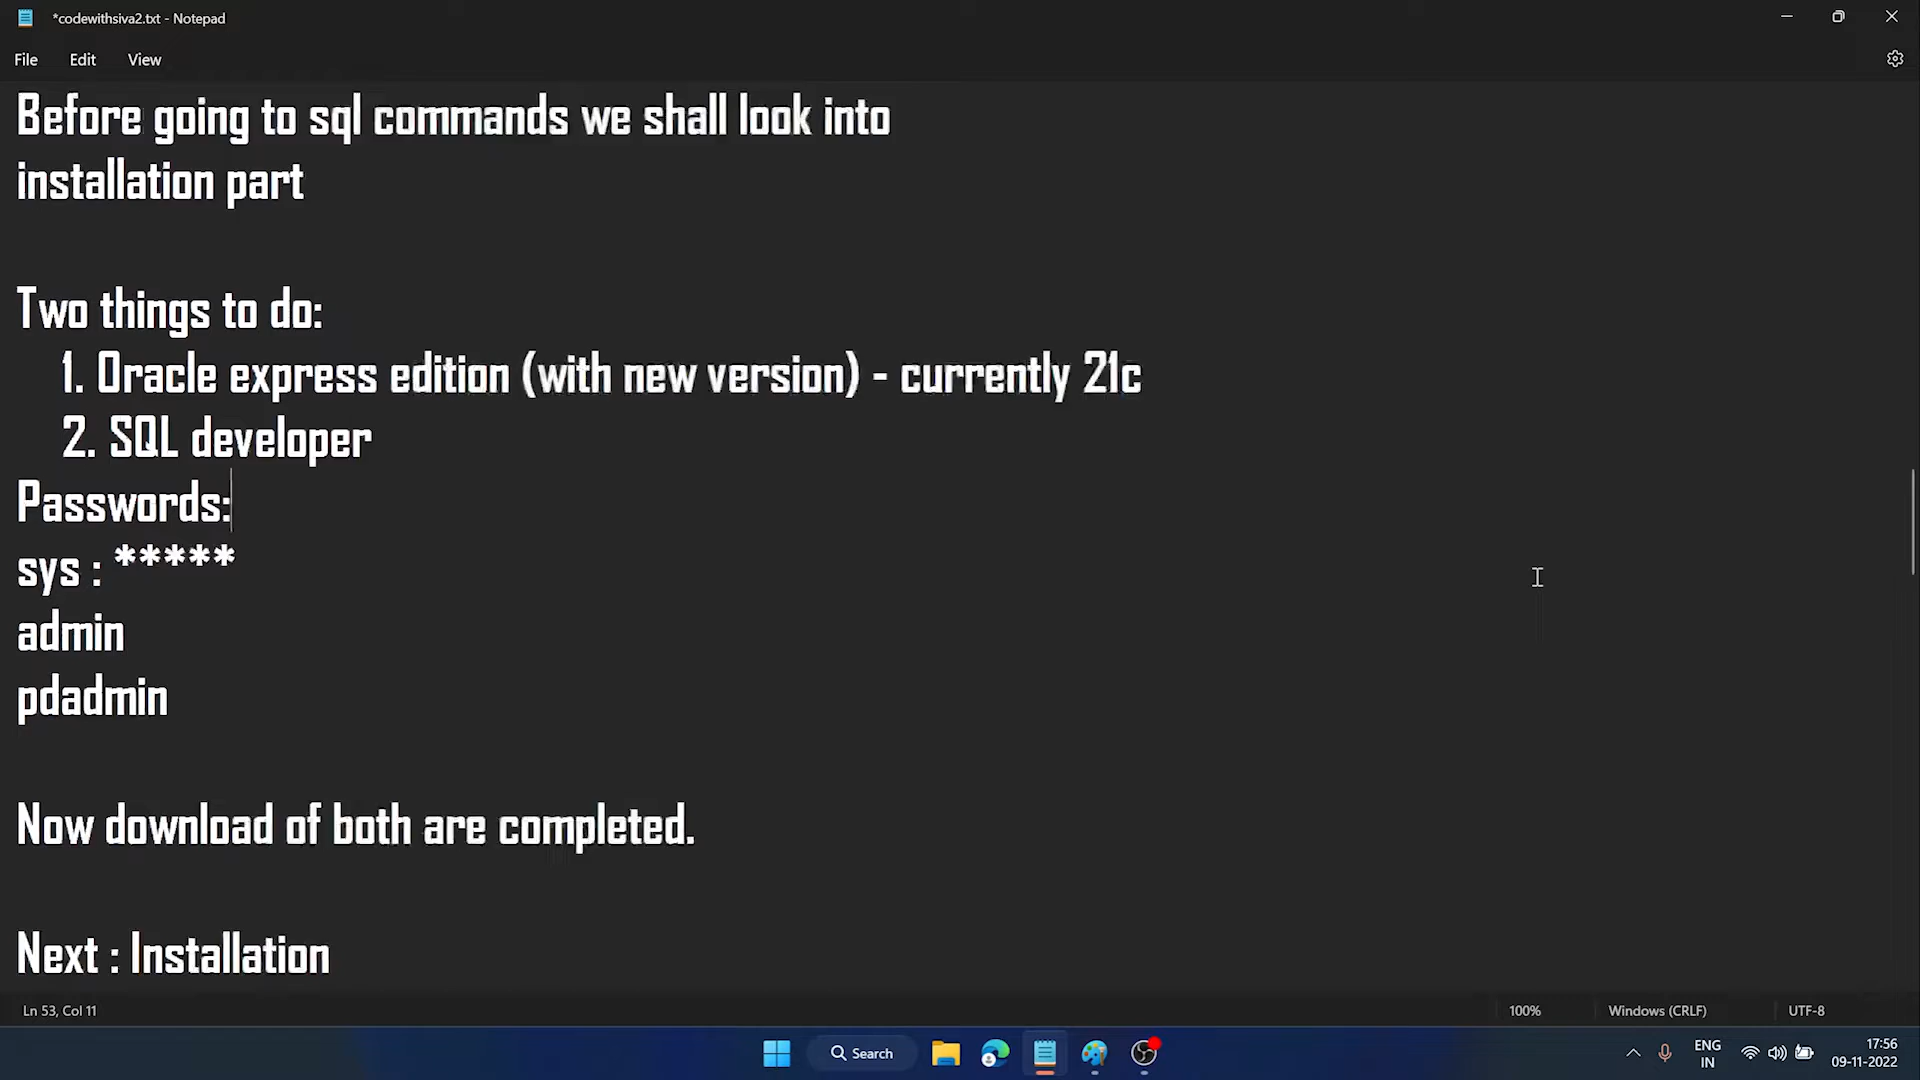 *codewithsiva2.txt - Notepad
File Edit View
Before going to sql commands we shall look into
installation part
Two things to do:
1. Oracle express edition (with new version) - currently 21c
2. SQL developer
Passwords:
sys : *****
admin
pdadmin
Now download of both are completed.
Next : Installation
Ln 53, Col 11 100% Windows (CRLF) UTF-8
Search ENG 17:56
IN 09-11-2022